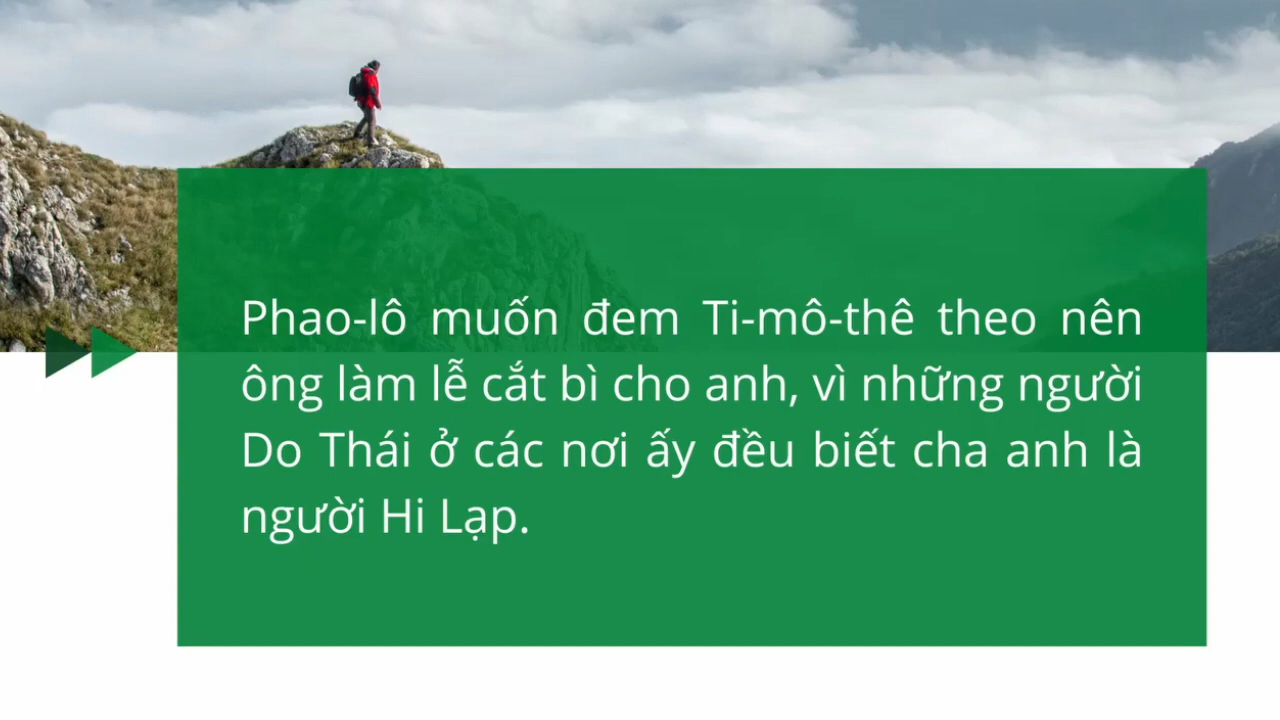 Phao-lô muốn đem Ti-mô-thê theo nên
ông làm lễ cắt bì cho anh, vì những người
Do Thái ở các nơi ấy đều biết cha anh là
người Hi Lạp.